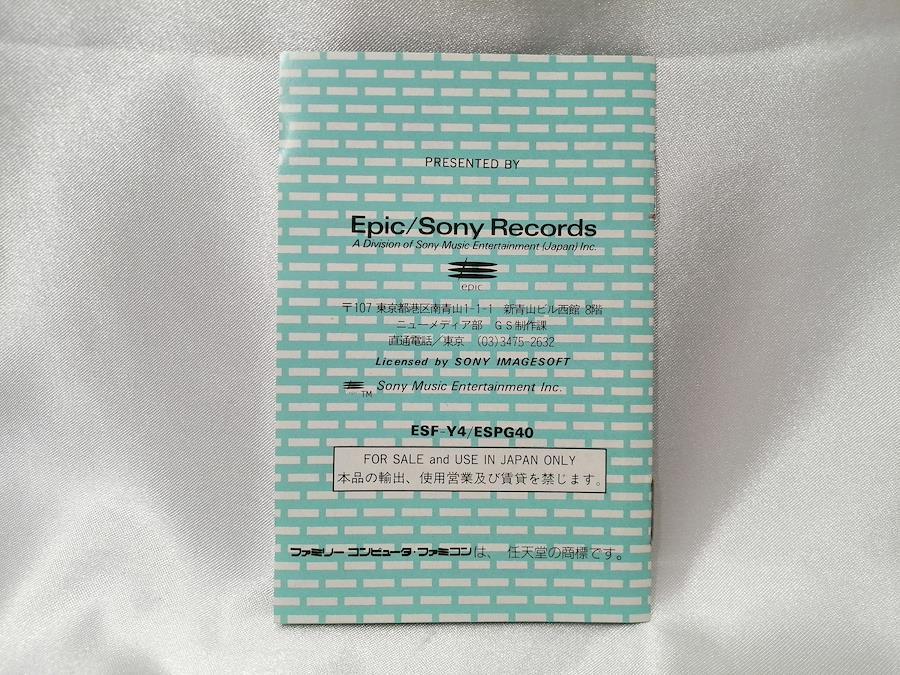 PRESENTED BY
Epic/Sony Records
A Division of Sony Music Entertainment (Japan) Inc.
epic
〒107 東京都港区南青山1-1-1 新青山ビル西館 8階
ニューメディア部 GS制作課
直通電話/東京 (03)3475-2632
Licensed by SONY IMAGESOFT
TM Sony Music Entertainment Inc.
ESF-Y4/ESPG40
FOR SALE and USE IN JAPAN ONLY
本品の輸出、使用営業及び賃貸を禁じます。
ファミリーコンピュータ・ファミコンは、 任天堂の商標です。